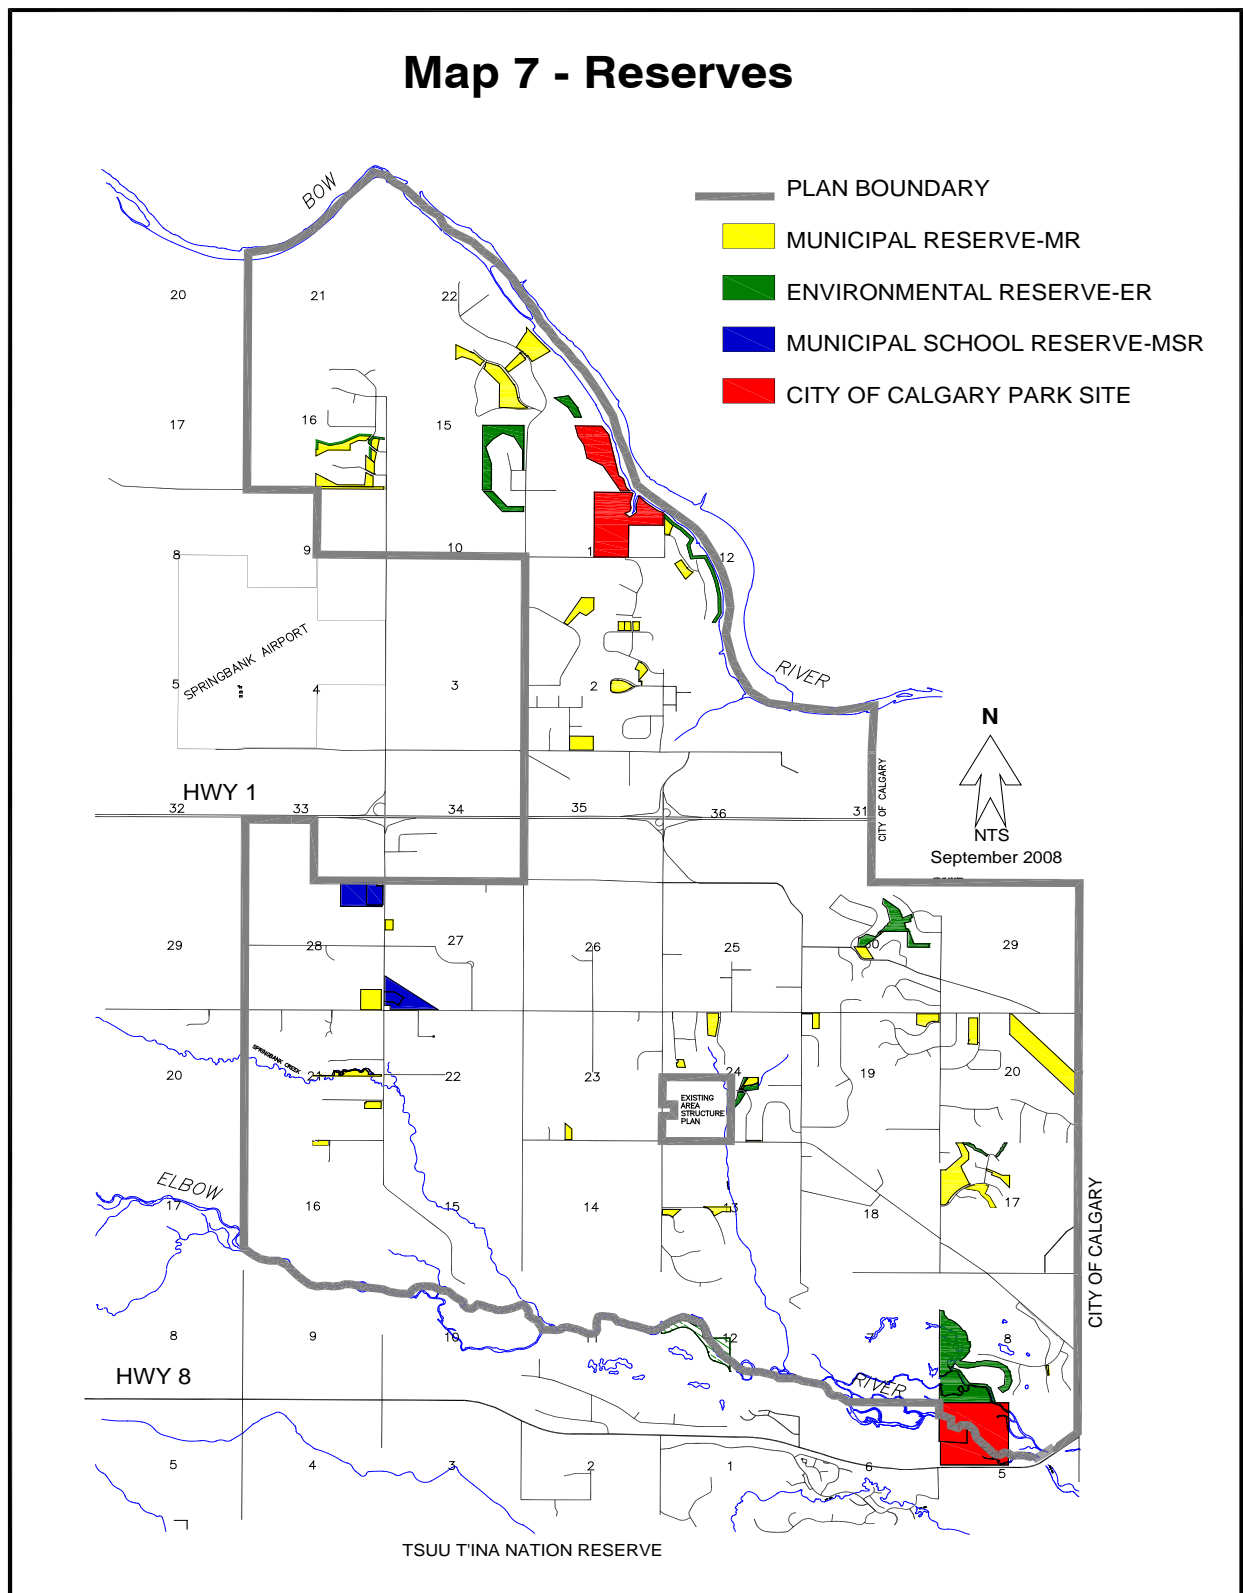 Map 7 - Reserves
BOW
PLAN BOUNDARY
MUNICIPAL RESERVE-MR
ENVIRONMENTAL RESERVE-ER
MUNICIPAL SCHOOL RESERVE-MSR
CITY OF CALGARY PARK SITE
20 21 22
17 16 15
8 9 10 1 12
SPRINGBANK AIRPORT
RIVER
5 4 3 2
N
HWY 1
32 33 34 35 36 31
CITY OF CALGARY
NTS
September 2008
29 28 27 26 25 30 29
SPRINGBANK CREEK
20 21 22 23 24 19 20
EXISTING
AREA
STRUCTURE
PLAN
ELBOW
17 16 15 14 13 18 17
CITY OF CALGARY
8 9 10 11 12 8
HWY 8
RIVER
5 4 3 2 1 6 5
TSUU T'INA NATION RESERVE